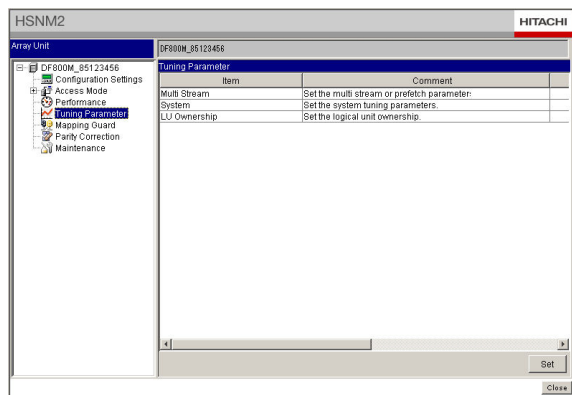 HSNM2
HITACHI
Array Unit
DF800M_85123456
DF800M_85123456
Configuration Settings
Access Mode
Performance
Tuning Parameter
Mapping Guard
Parity Correction
Maintenance
Tuning Parameter
Item Comment
Multi Stream Set the multi stream or prefetch parameter:
System Set the system tuning parameters.
LU Ownership Set the logical unit ownership.
Set
Close